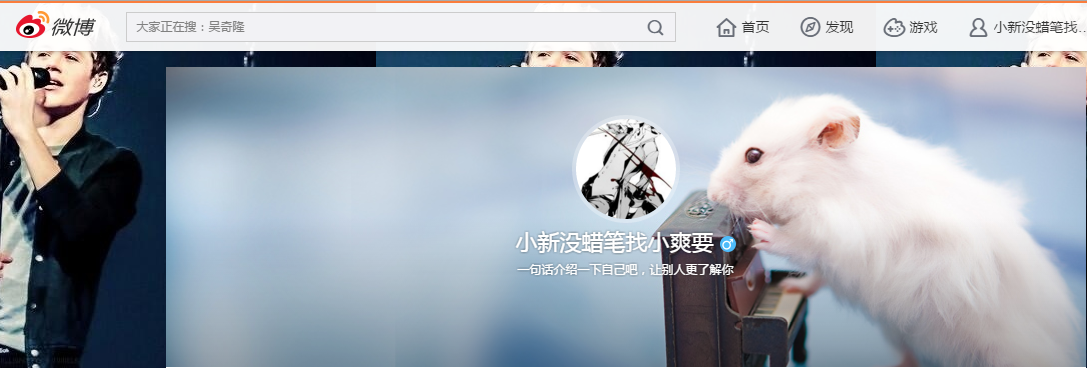 微博
大家正在搜：吴奇隆
首页
发现
游戏
小新没蜡笔找...
小新没蜡笔找小爽要
一句话介绍一下自己吧，让别人更了解你